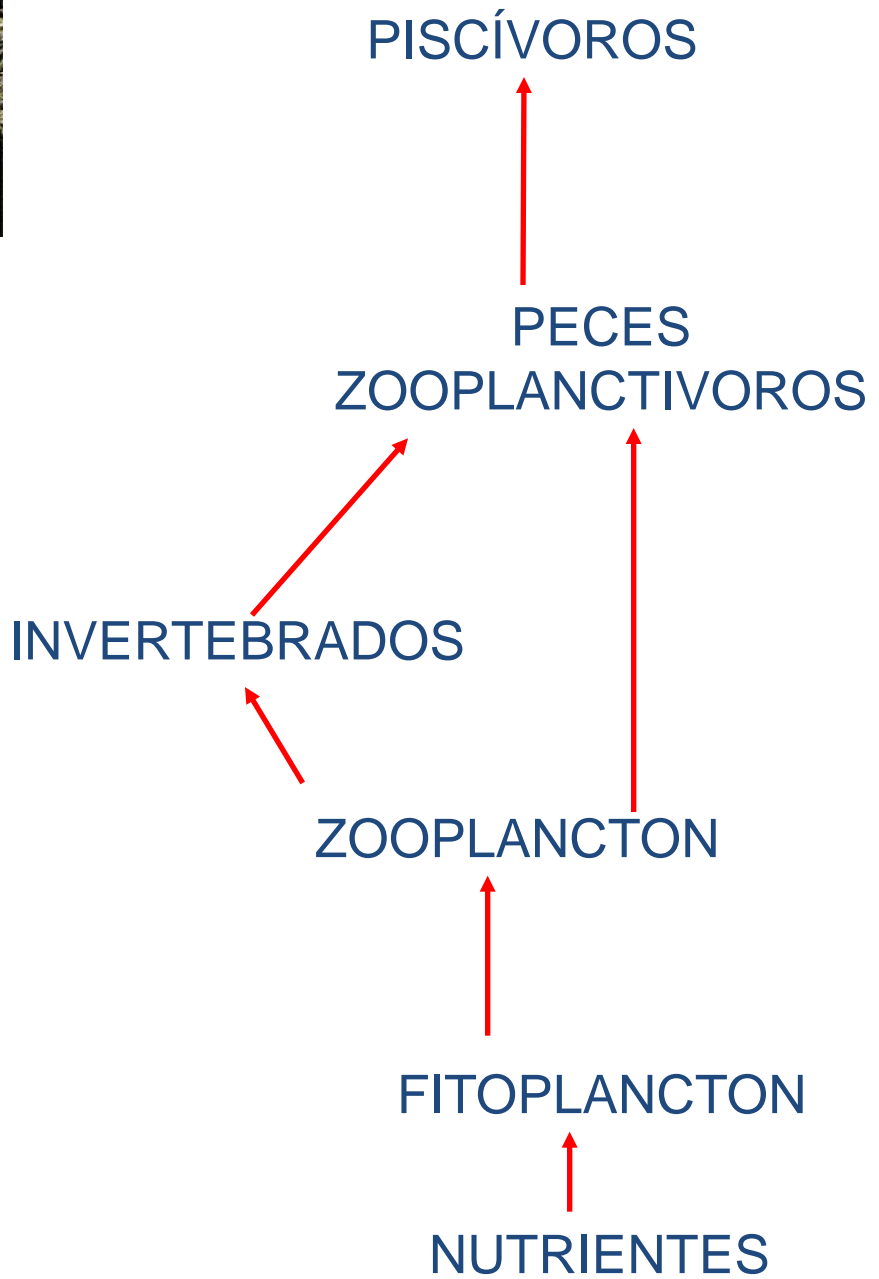 PISCÍVOROS
PECES
ZOOPLANCTIVOROS
INVERTEBRADOS
ZOOPLANCTON
FITOPLANCTON
NUTRIENTES